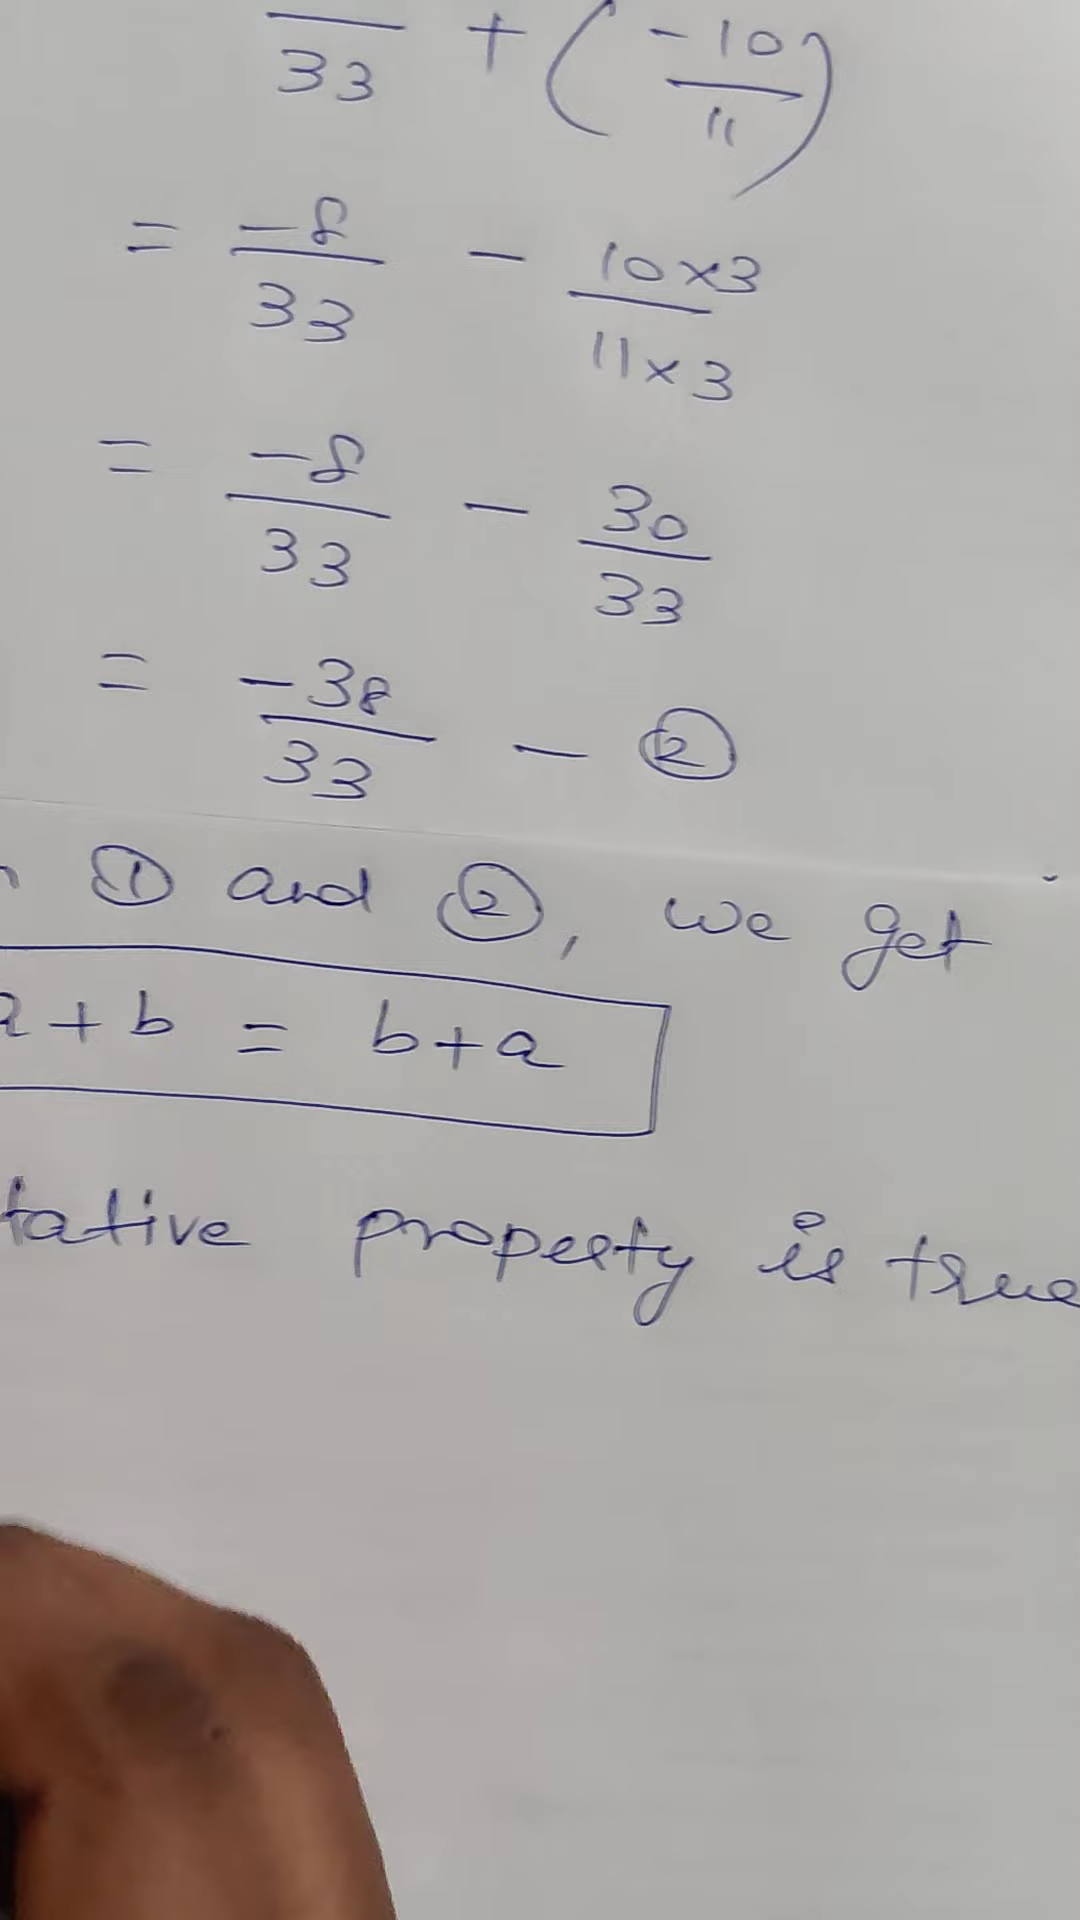 33 + (-10/11)
= -8/33 - 10×3/11×3
= -8/33 - 30/33
= -38/33 - ②
① and ②, we get
a+b = b+a
tative property is true